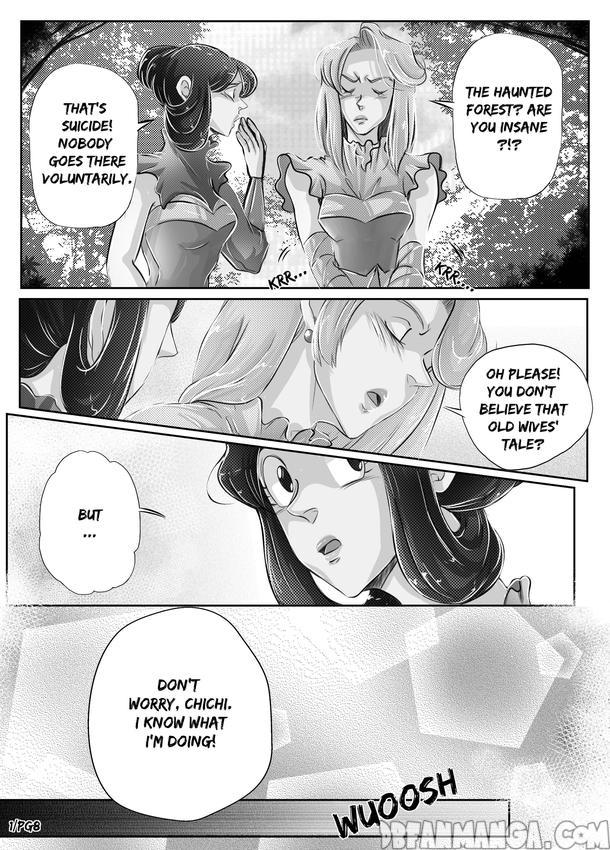 THAT'S
SUICIDE!
NOBODY
GOES THERE
VOLUNTARILY.
THE HAUNTED
FOREST? ARE
YOU INSANE
?!?
KRR...
KRR...
OH PLEASE!
YOU DON'T
BELIEVE THAT
OLD WIVES'
TALE?
BUT
...
DON'T
WORRY, CHICHI.
I KNOW WHAT
I'M DOING!
WUOOSH
1/PG8
DBFANMANGA.COM